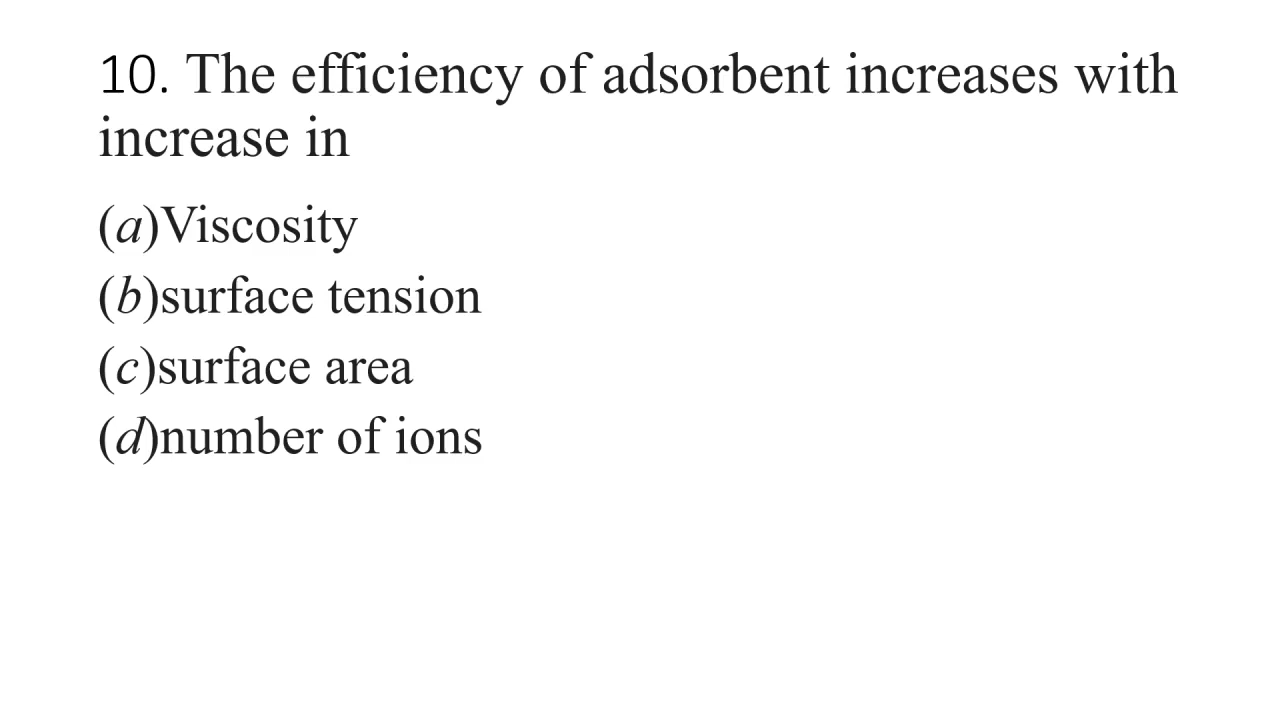 10. The efficiency of adsorbent increases with
increase in
(a)Viscosity
(b)surface tension
(c)surface area
(d)number of ions